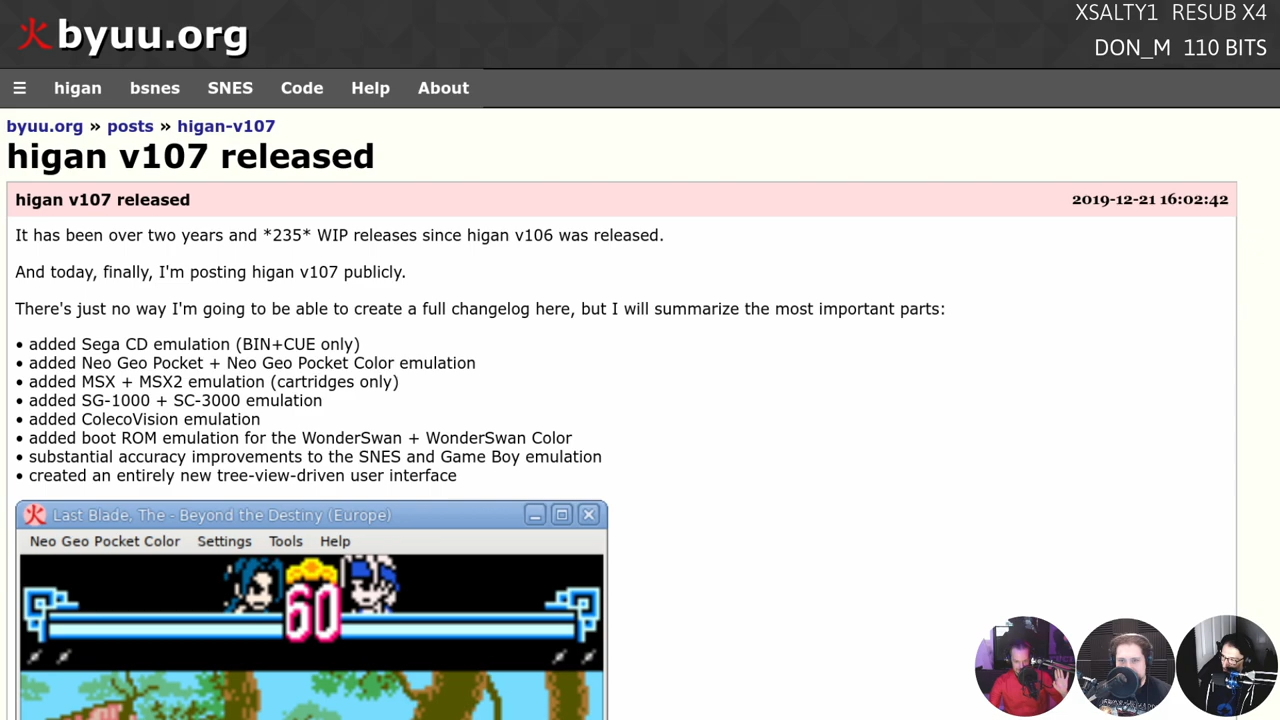 XSALTY1 RESUB X4
火 byuu.org
DON_M 110 BITS
☰ higan bsnes SNES Code Help About
byuu.org » posts » higan-v107
higan v107 released
higan v107 released 2019-12-21 16:02:42
It has been over two years and *235* WIP releases since higan v106 was released.
And today, finally, I'm posting higan v107 publicly.
There's just no way I'm going to be able to create a full changelog here, but I will summarize the most important parts:
• added Sega CD emulation (BIN+CUE only)
• added Neo Geo Pocket + Neo Geo Pocket Color emulation
• added MSX + MSX2 emulation (cartridges only)
• added SG-1000 + SC-3000 emulation
• added ColecoVision emulation
• added boot ROM emulation for the WonderSwan + WonderSwan Color
• substantial accuracy improvements to the SNES and Game Boy emulation
• created an entirely new tree-view-driven user interface
火 Last Blade, The - Beyond the Destiny (Europe)
Neo Geo Pocket Color Settings Tools Help
60